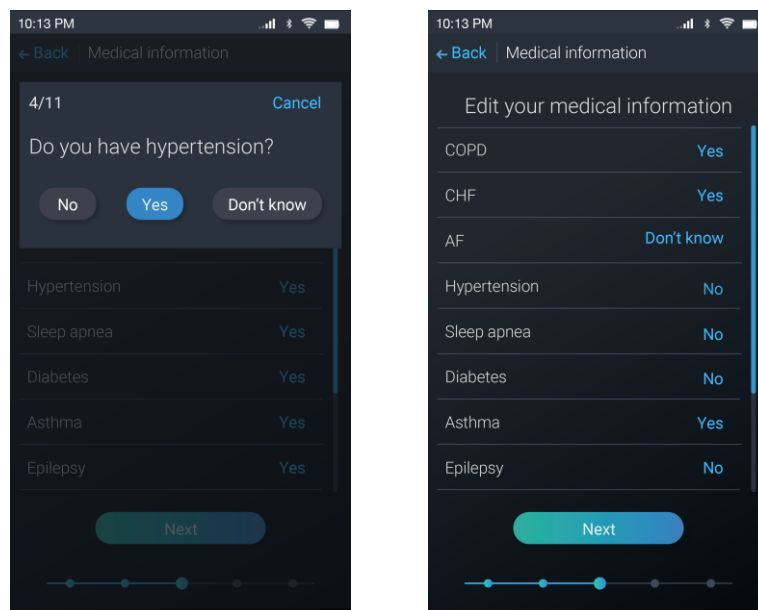 10:13 PM
← Back | Medical information
4/11 Cancel
Do you have hypertension?
No Yes Don't know
Hypertension Yes
Sleep apnea Yes
Diabetes Yes
Asthma Yes
Epilepsy Yes
Next
10:13 PM
← Back | Medical information
Edit your medical information
COPD Yes
CHF Yes
AF Don't know
Hypertension No
Sleep apnea No
Diabetes No
Asthma Yes
Epilepsy No
Next